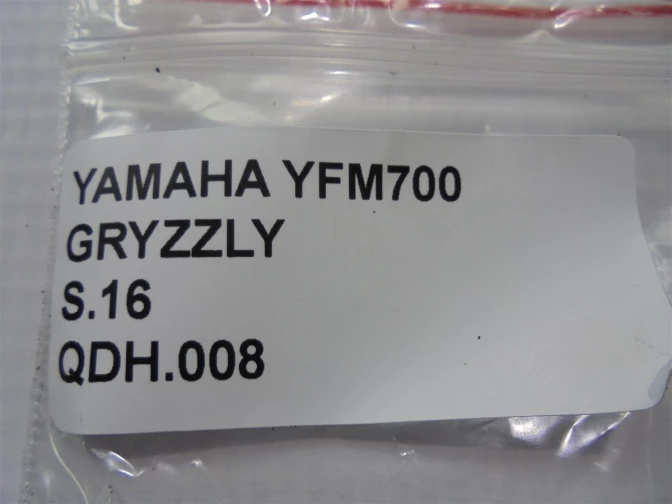 YAMAHA YFM700
GRYZZLY
S.16
QDH.008